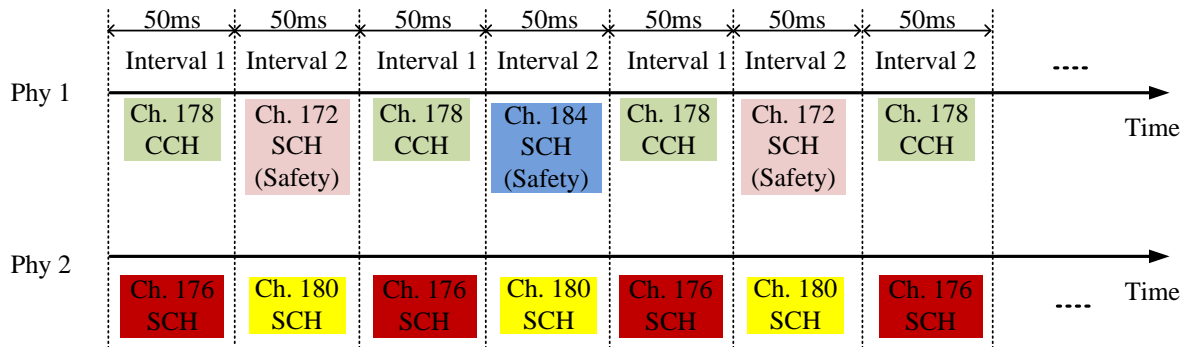 50ms 50ms 50ms 50ms 50ms 50ms 50ms
Interval 1 Interval 2 Interval 1 Interval 2 Interval 1 Interval 2 Interval 2 ....
Phy 1
Ch. 178 Ch. 172 Ch. 178 Ch. 184 Ch. 178 Ch. 172 Ch. 178
Time
CCH SCH CCH SCH CCH SCH CCH
(Safety) (Safety) (Safety)
Phy 2
Ch. 176 Ch. 180 Ch. 176 Ch. 180 Ch. 176 Ch. 180 Ch. 176 ....
Time
SCH SCH SCH SCH SCH SCH SCH